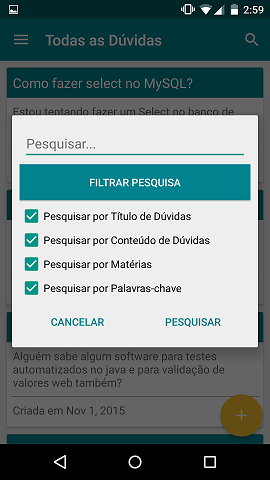 2:59
Todas as Dúvidas
Como fazer select no MySQL?
Estou tentando fazer um Select no banco de
Pesquisar...
FILTRAR PESQUISA
Pesquisar por Título de Dúvidas
Pesquisar por Conteúdo de Dúvidas
Pesquisar por Matérias
Pesquisar por Palavras-chave
CANCELAR
PESQUISAR
Alguém sabe algum software para testes
automatizados no java e para validação de
valores web também?
Criada em Nov 1, 2015